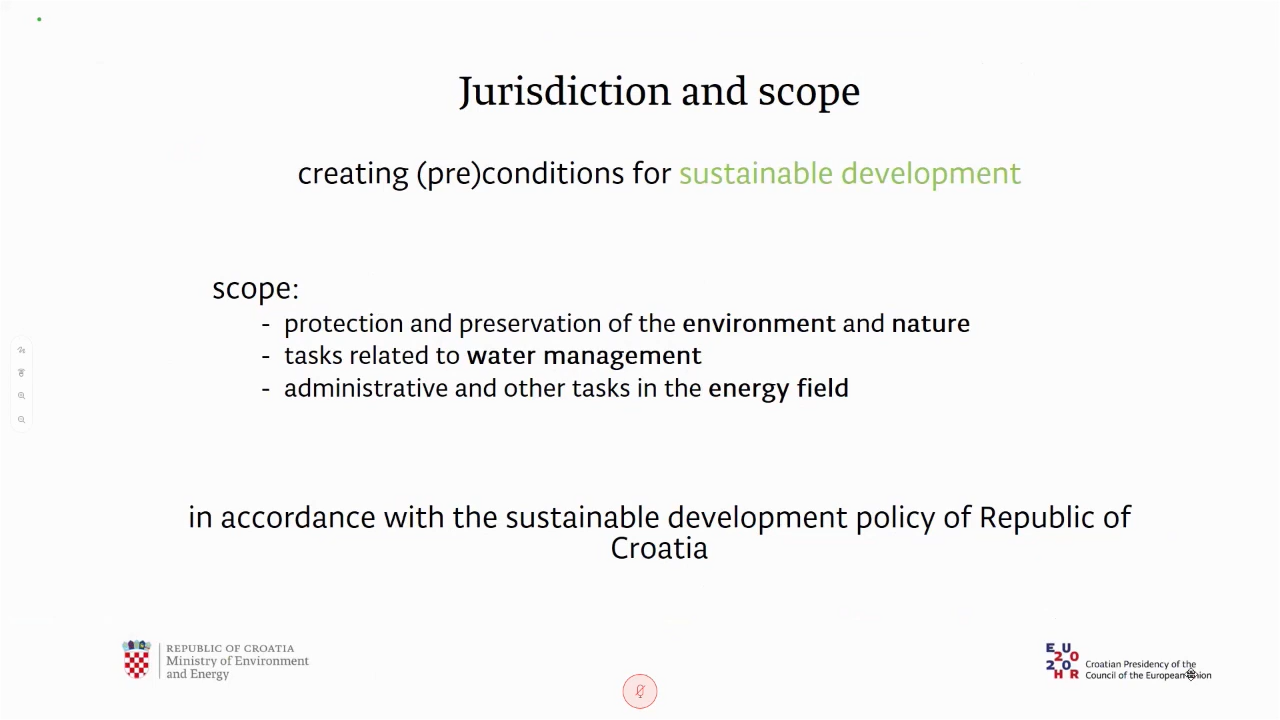 Jurisdiction and scope
creating (pre)conditions for sustainable development
scope:
- protection and preservation of the environment and nature
- tasks related to water management
- administrative and other tasks in the energy field
in accordance with the sustainable development policy of Republic of
Croatia
REPUBLIC OF CROATIA
Ministry of Environment
and Energy
EU
20
20
HR
Croatian Presidency of the
Council of the European Union